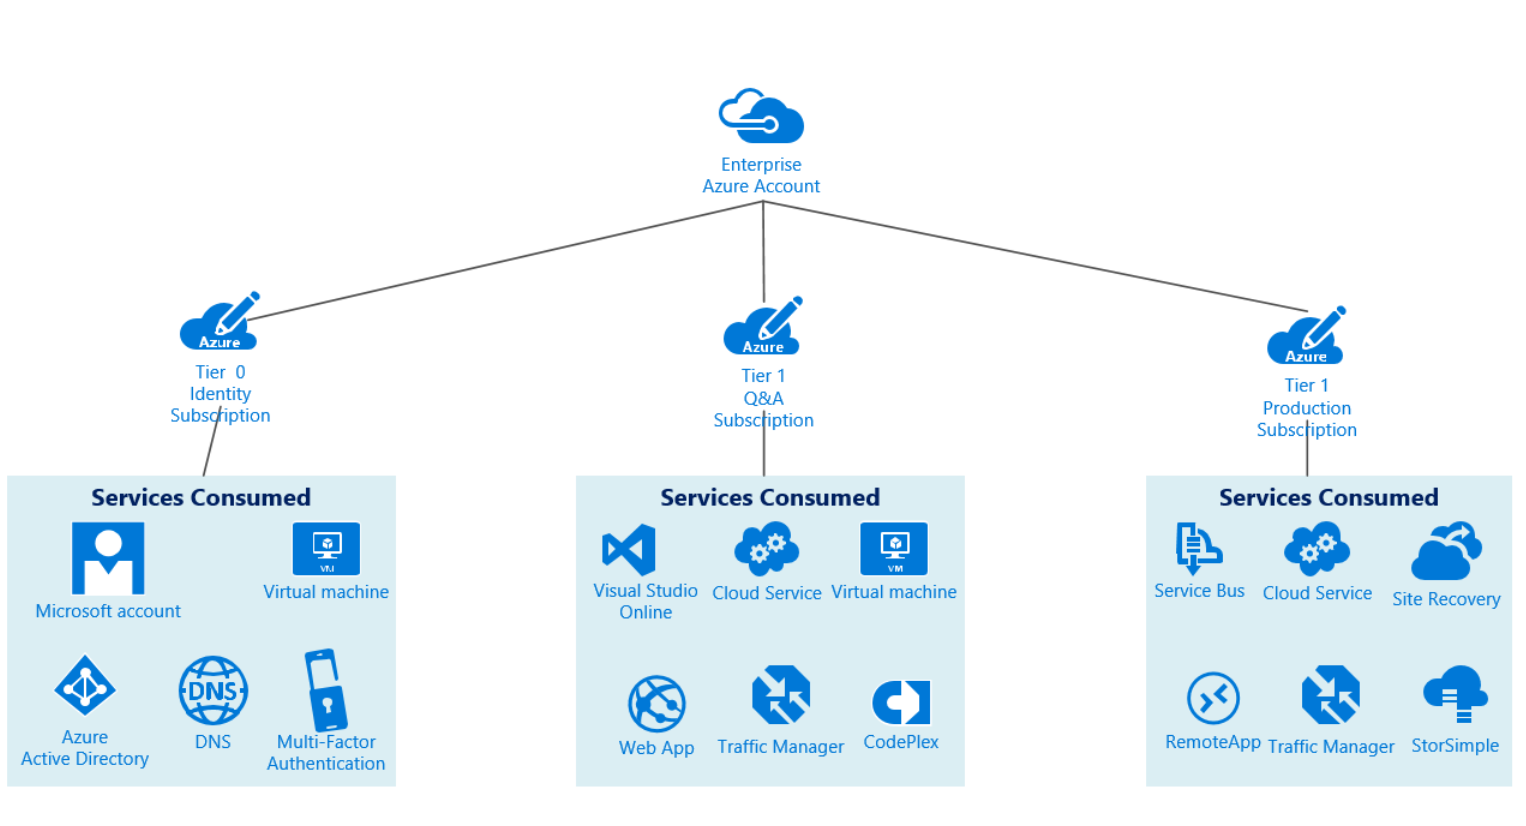 Enterprise
Azure Account
Azure
Tier 0
Identity
Subscription
Azure
Tier 1
Q&A
Subscription
Azure
Tier 1
Production
Subscription
Services Consumed
Microsoft account
VM
Virtual machine
Azure
Active Directory
DNS
DNS
Multi-Factor
Authentication
Services Consumed
Visual Studio
Online
Cloud Service
VM
Virtual machine
Web App
Traffic Manager
CodePlex
Services Consumed
Service Bus
Cloud Service
Site Recovery
RemoteApp
Traffic Manager
StorSimple